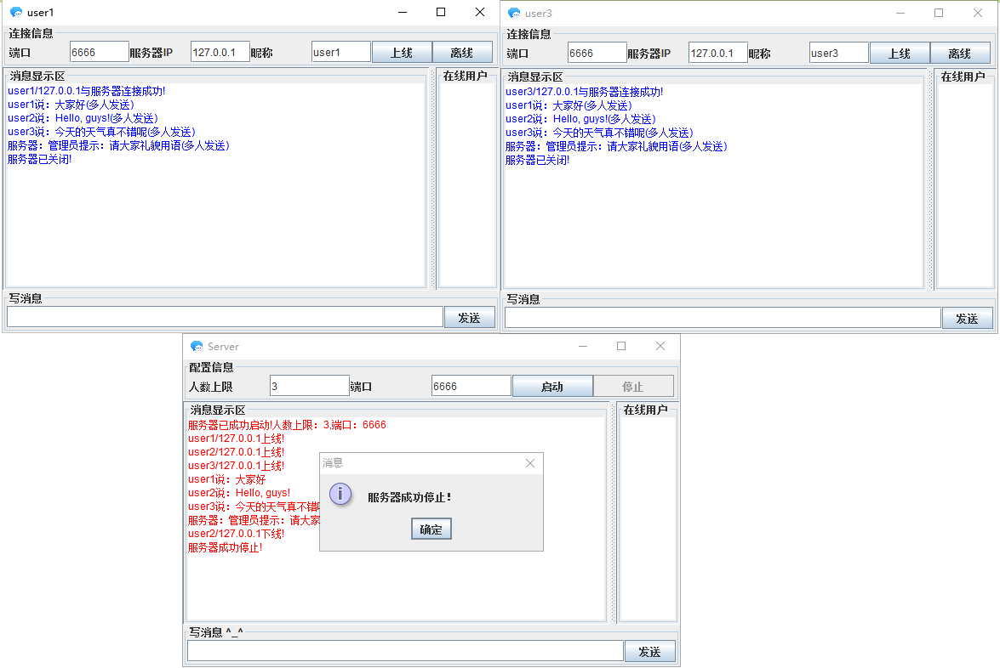 user1
连接信息
端口 6666 服务器IP 127.0.0.1 昵称 user1 上线 离线
消息显示区
在线用户
user1/127.0.0.1与服务器连接成功!
user1说：大家好(多人发送)
user2说：Hello, guys!(多人发送)
user3说：今天的天气真不错呢(多人发送)
服务器：管理员提示：请大家礼貌用语(多人发送)
服务器已关闭!
写消息
发送
user3
连接信息
端口 6666 服务器IP 127.0.0.1 昵称 user3 上线 离线
消息显示区
在线用户
user3/127.0.0.1与服务器连接成功!
user1说：大家好(多人发送)
user2说：Hello, guys!(多人发送)
user3说：今天的天气真不错呢(多人发送)
服务器：管理员提示：请大家礼貌用语(多人发送)
服务器已关闭!
写消息
发送
Server
配置信息
人数上限 3 端口 6666 启动 停止
消息显示区
在线用户
服务器已成功启动!人数上限：3,端口：6666
user1/127.0.0.1上线!
user2/127.0.0.1上线!
user3/127.0.0.1上线!
user1说：大家好
user2说：Hello, guys!
user3说：今天的天气真不错
服务器：管理员提示：请大家
user2/127.0.0.1下线!
服务器成功停止!
消息
服务器成功停止!
确定
写消息 ^_^
发送